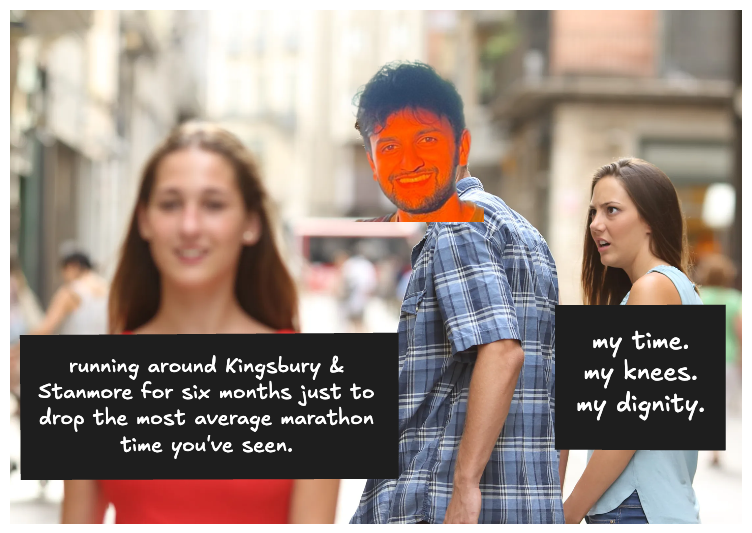 running around Kingsbury &
Stanmore for six months just to
drop the most average marathon
time you've seen.
my time.
my knees.
my dignity.